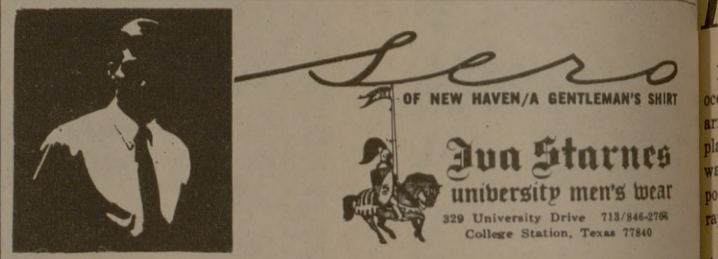 sero
OF NEW HAVEN/A GENTLEMAN'S SHIRT
Iva Starnes
university men's wear
329 University Drive 713/846-2708
College Station, Texas 77840